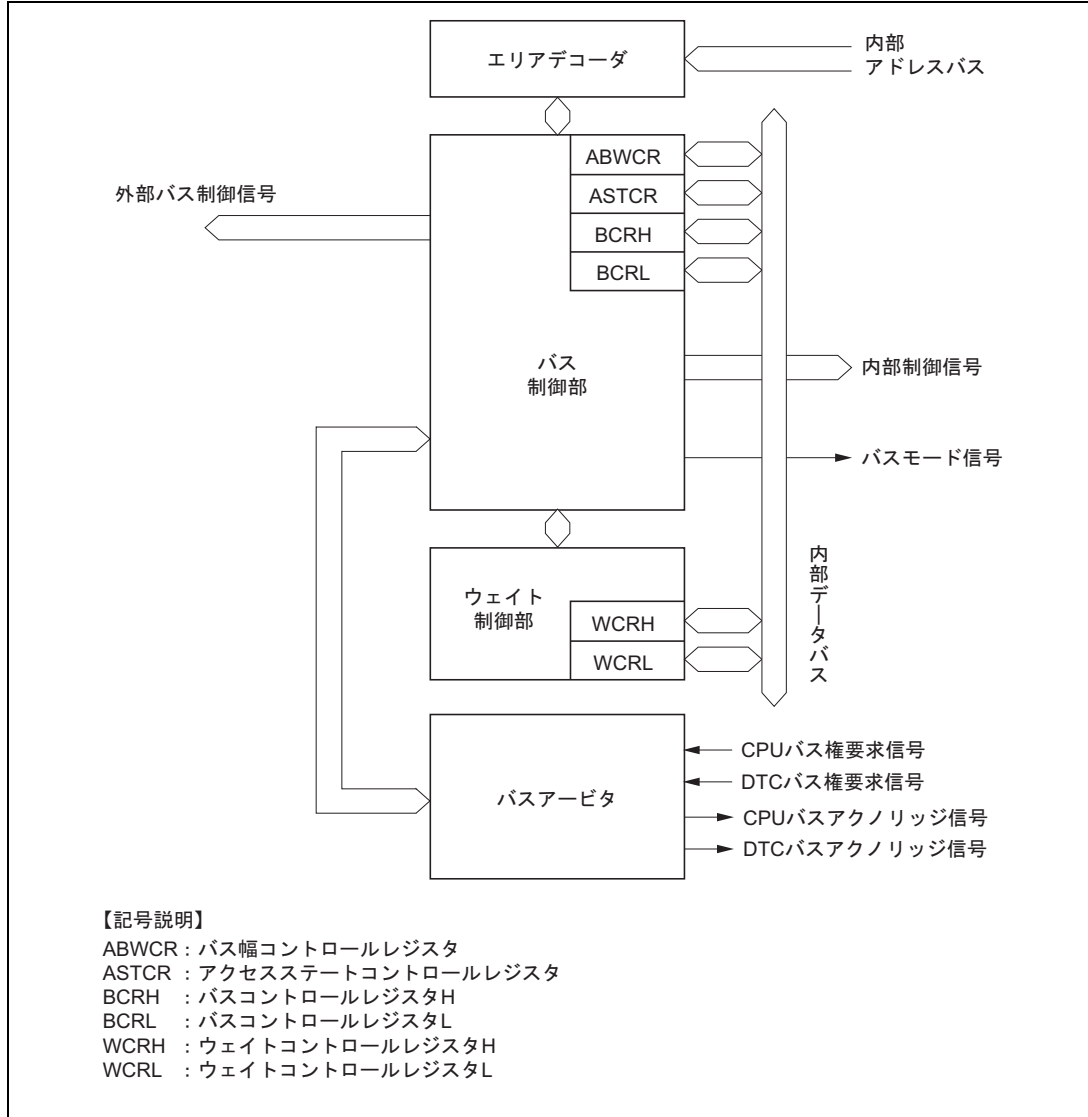 エリアデコーダ
内部
アドレスバス
ABWCR
ASTCR
BCRH
BCRL
外部バス制御信号
バス
制御部
内部制御信号
バスモード信号
ウェイト
制御部
WCRH
WCRL
内部データバス
バスアービタ
CPUバス権要求信号
DTCバス権要求信号
CPUバスアクノリッジ信号
DTCバスアクノリッジ信号
【記号説明】
ABWCR：バス幅コントロールレジスタ
ASTCR ：アクセスステートコントロールレジスタ
BCRH ：バスコントロールレジスタH
BCRL ：バスコントロールレジスタL
WCRH ：ウェイトコントロールレジスタH
WCRL ：ウェイトコントロールレジスタL